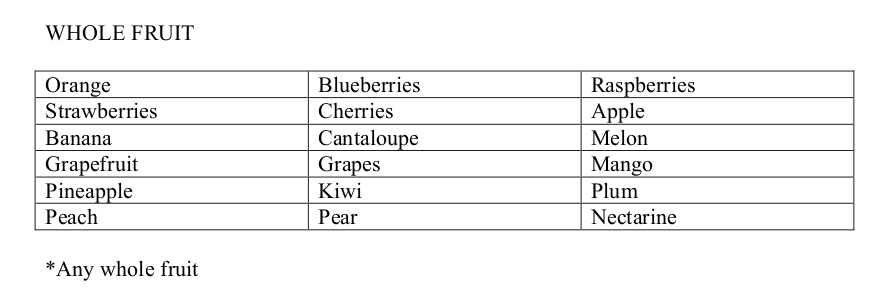 WHOLE FRUIT
Orange Blueberries Raspberries
Strawberries Cherries Apple
Banana Cantaloupe Melon
Grapefruit Grapes Mango
Pineapple Kiwi Plum
Peach Pear Nectarine
*Any whole fruit